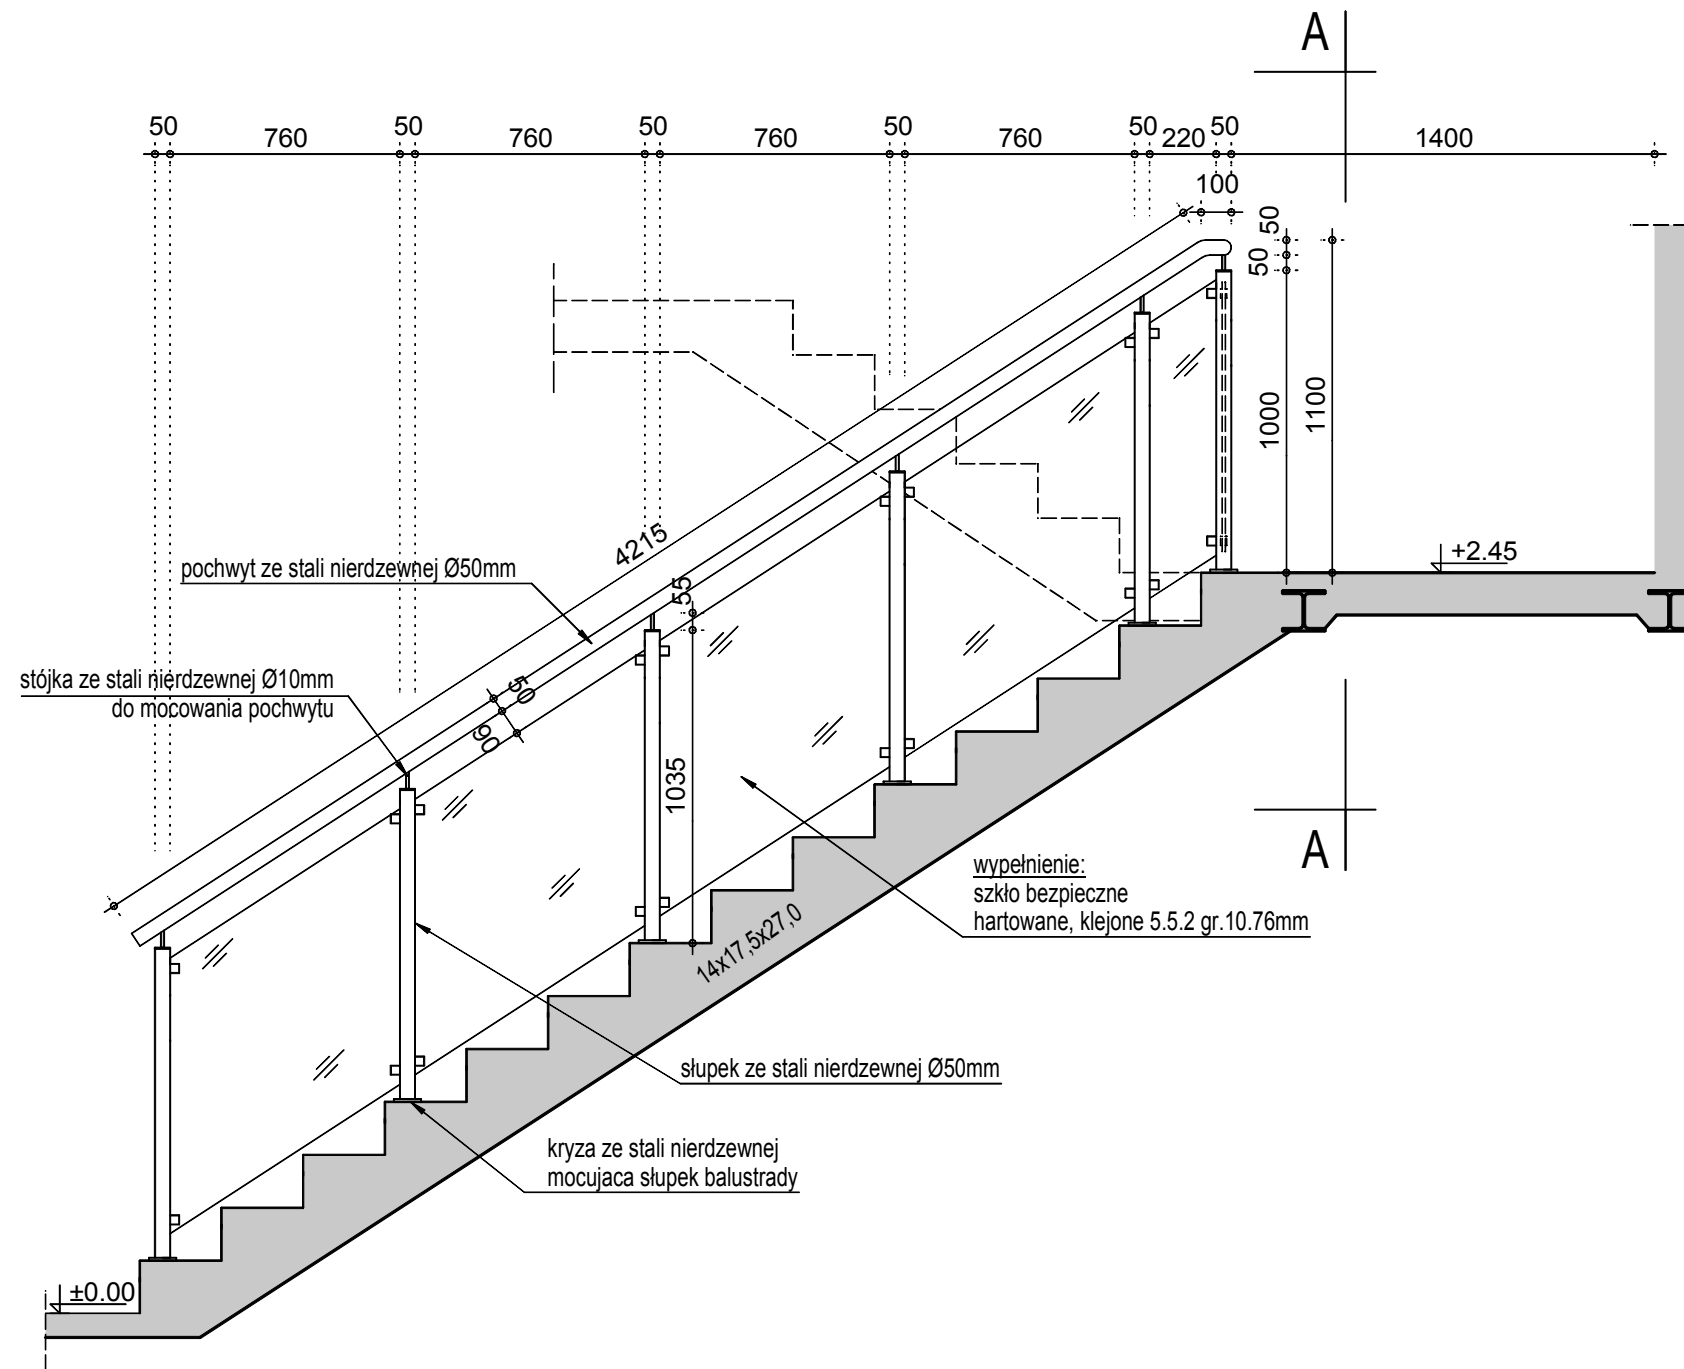 A
50 760 50 760 50 760 50 760 50 220 50 1400
100
50
50
1000
1100
+2.45
4215
pochwyt ze stali nierdzewnej Ø50mm
55
stójka ze stali nierdzewnej Ø10mm
do mocowania pochwytu
50
90
1035
A
wypełnienie:
szkło bezpieczne
hartowane, klejone 5.5.2 gr.10.76mm
14x17,5x27,0
słupek ze stali nierdzewnej Ø50mm
kryza ze stali nierdzewnej
mocujaca słupek balustrady
±0.00